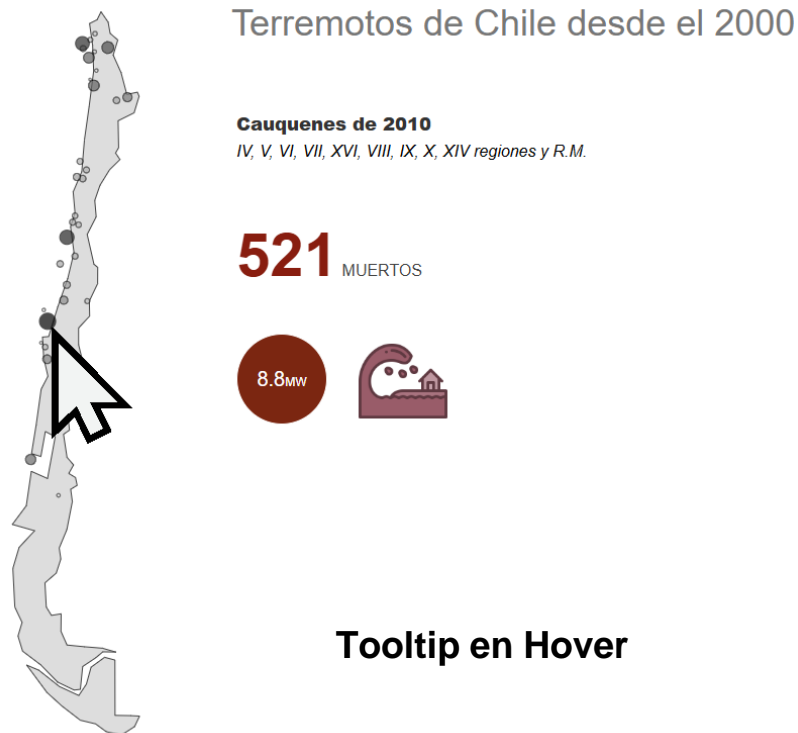 Terremotos de Chile desde el 2000
Cauquenes de 2010
IV, V, VI, VII, XVI, VIII, IX, X, XIV regiones y R.M.
521 MUERTOS
8.8MW
Tooltip en Hover